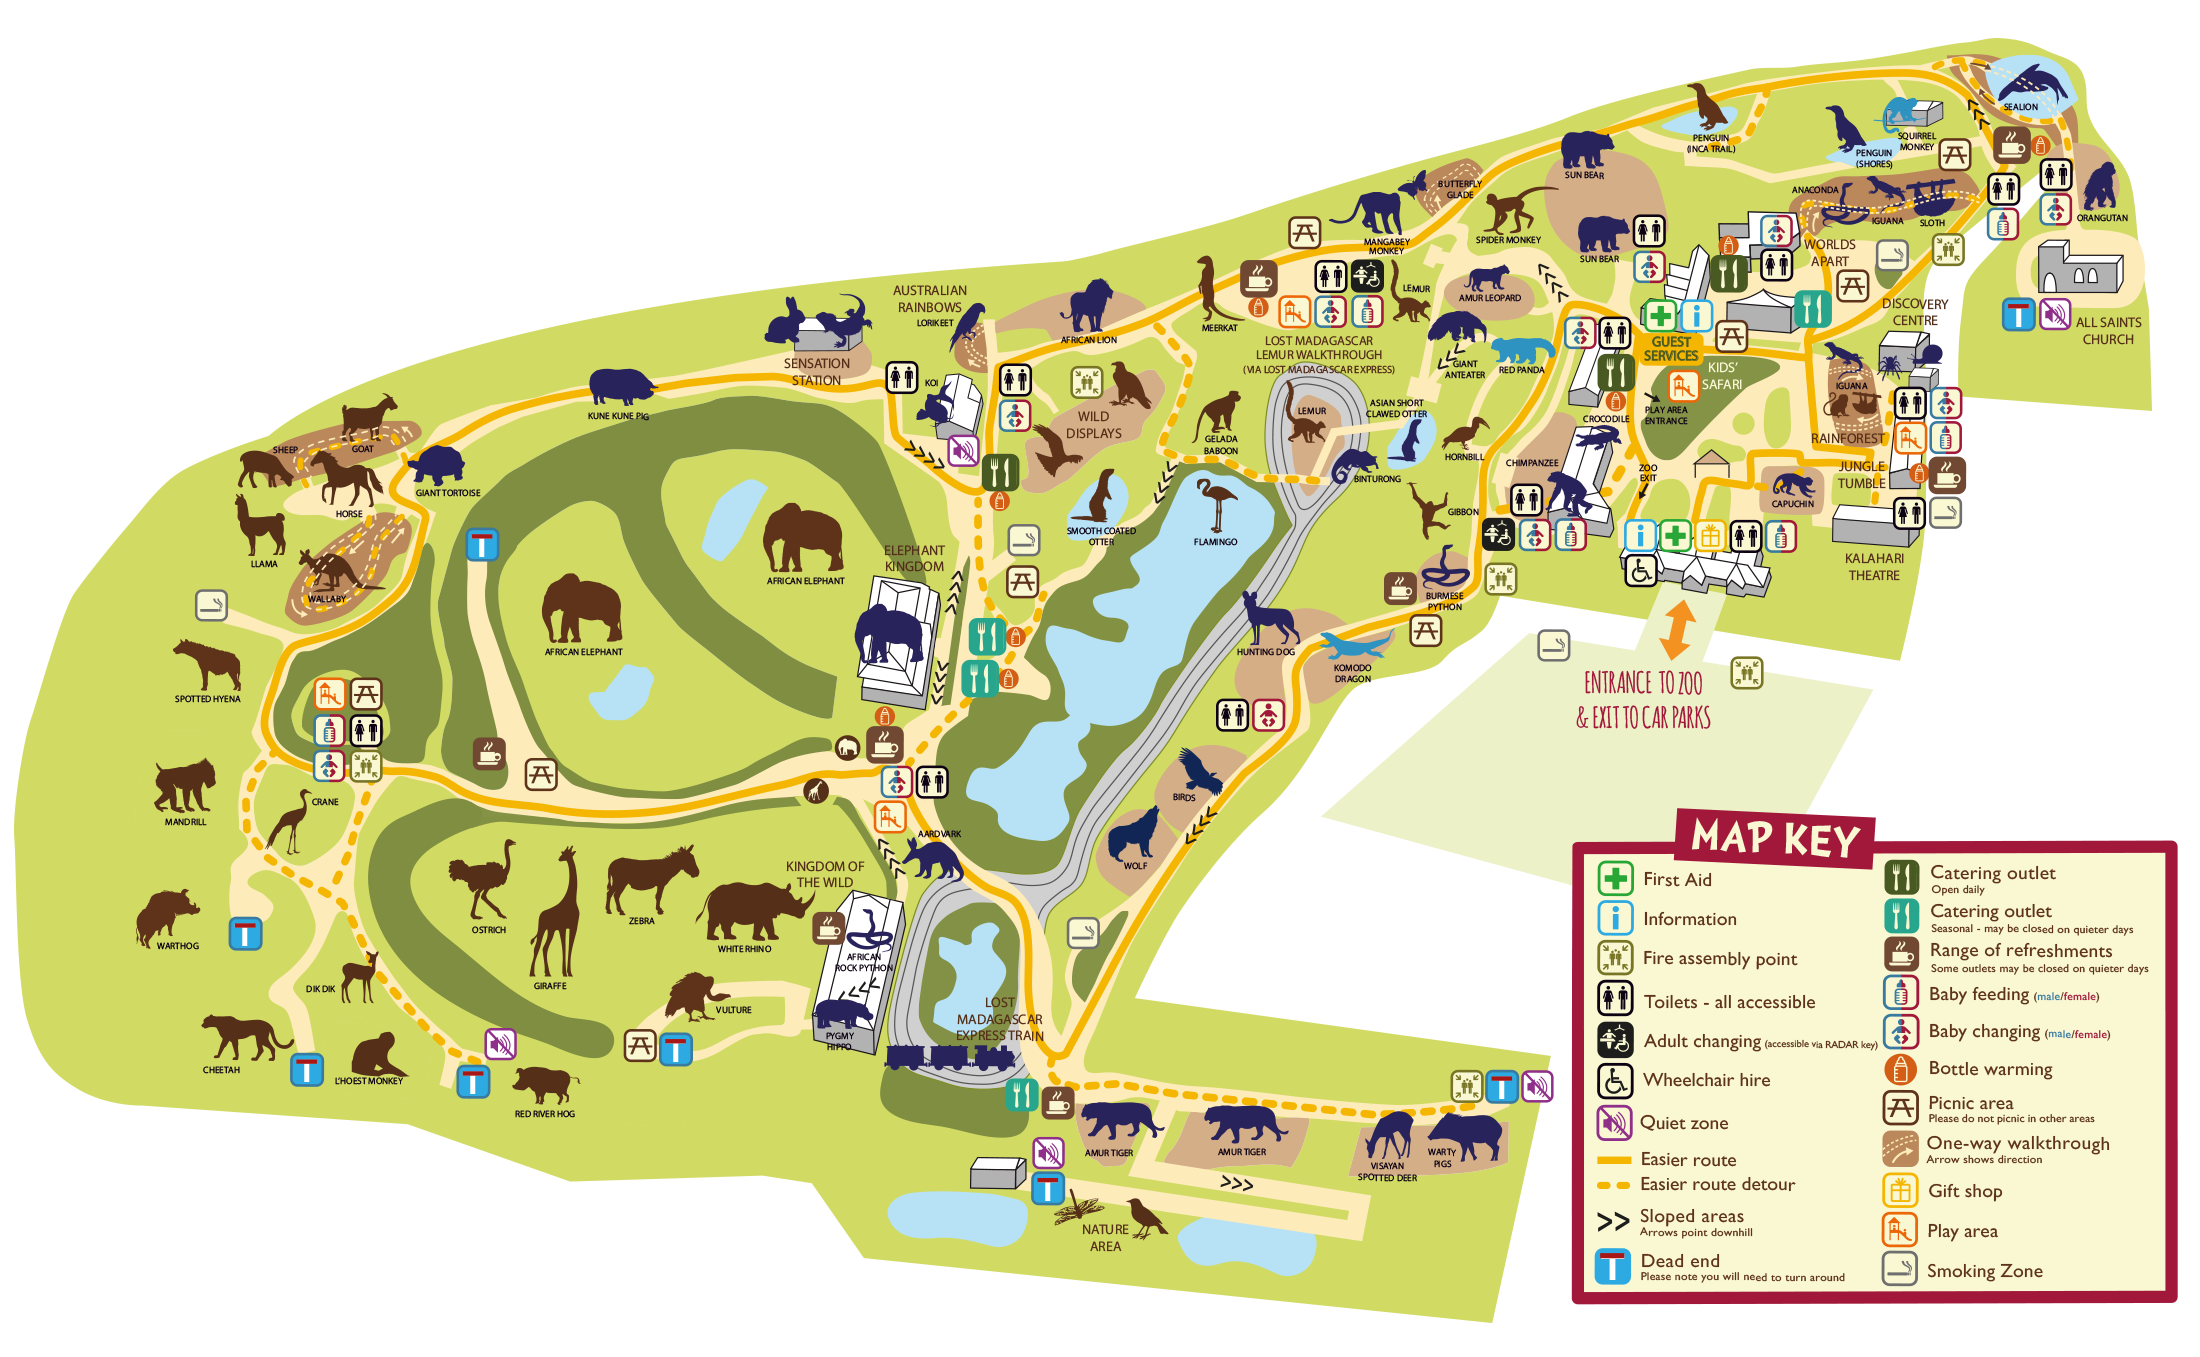 SEALION
PENGUIN
(INCA TRAIL)
PENGUIN
(SHORES)
SQUIRREL
MONKEY
SUN BEAR
BUTTERFLY
GLADE
ANACONDA
IGUANA
SLOTH
ORANGUTAN
MANGABEY
MONKEY
SPIDER MONKEY
SUN BEAR
WORLDS
APART
AUSTRALIAN
RAINBOWS
LORIKEET
AFRICAN LION
MEERKAT
LEMUR
AMUR LEOPARD
DISCOVERY
CENTRE
ALL SAINTS
CHURCH
SENSATION
STATION
KOI
LOST MADAGASCAR
LEMUR WALKTHROUGH
(VIA LOST MADAGASCAR EXPRESS)
GIANT
ANTEATER
RED PANDA
GUEST
SERVICES
KIDS'
SAFARI
IGUANA
KUNE KUNE PIG
WILD
DISPLAYS
LEMUR
ASIAN SHORT
CLAWED OTTER
CROCODILE
PLAY AREA
ENTRANCE
RAINFOREST
SHEEP
GOAT
GELADA
BABOON
HORNBILL
CHIMPANZEE
ZOO
EXIT
JUNGLE
TUMBLE
GIANT TORTOISE
BINTURONG
CAPUCHIN
HORSE
SMOOTH COATED
OTTER
FLAMINGO
GIBBON
LLAMA
ELEPHANT
KINGDOM
AFRICAN ELEPHANT
KALAHARI
THEATRE
WALLABY
BURMESE
PYTHON
AFRICAN ELEPHANT
HUNTING DOG
KOMODO
DRAGON
SPOTTED HYENA
ENTRANCE TO ZOO
& EXIT TO CAR PARKS
MANDRILL
CRANE
BIRDS
AARDVARK
WOLF
KINGDOM OF
THE WILD
WARTHOG
OSTRICH
ZEBRA
WHITE RHINO
AFRICAN
ROCK PYTHON
DIK DIK
GIRAFFE
VULTURE
LOST
MADAGASCAR
EXPRESS TRAIN
PYGMY
HIPPO
CHEETAH
L'HOEST MONKEY
RED RIVER HOG
AMUR TIGER
AMUR TIGER
VISAYAN
SPOTTED DEER
WARTY
PIGS
NATURE
AREA
MAP KEY
First Aid
Information
Fire assembly point
Toilets - all accessible
Adult changing (accessible via RADAR key)
Wheelchair hire
Quiet zone
Easier route
Easier route detour
Sloped areas
Arrows point downhill
Dead end
Please note you will need to turn around
Catering outlet
Open daily
Catering outlet
Seasonal - may be closed on quieter days
Range of refreshments
Some outlets may be closed on quieter days
Baby feeding (male/female)
Baby changing (male/female)
Bottle warming
Picnic area
Please do not picnic in other areas
One-way walkthrough
Arrow shows direction
Gift shop
Play area
Smoking Zone